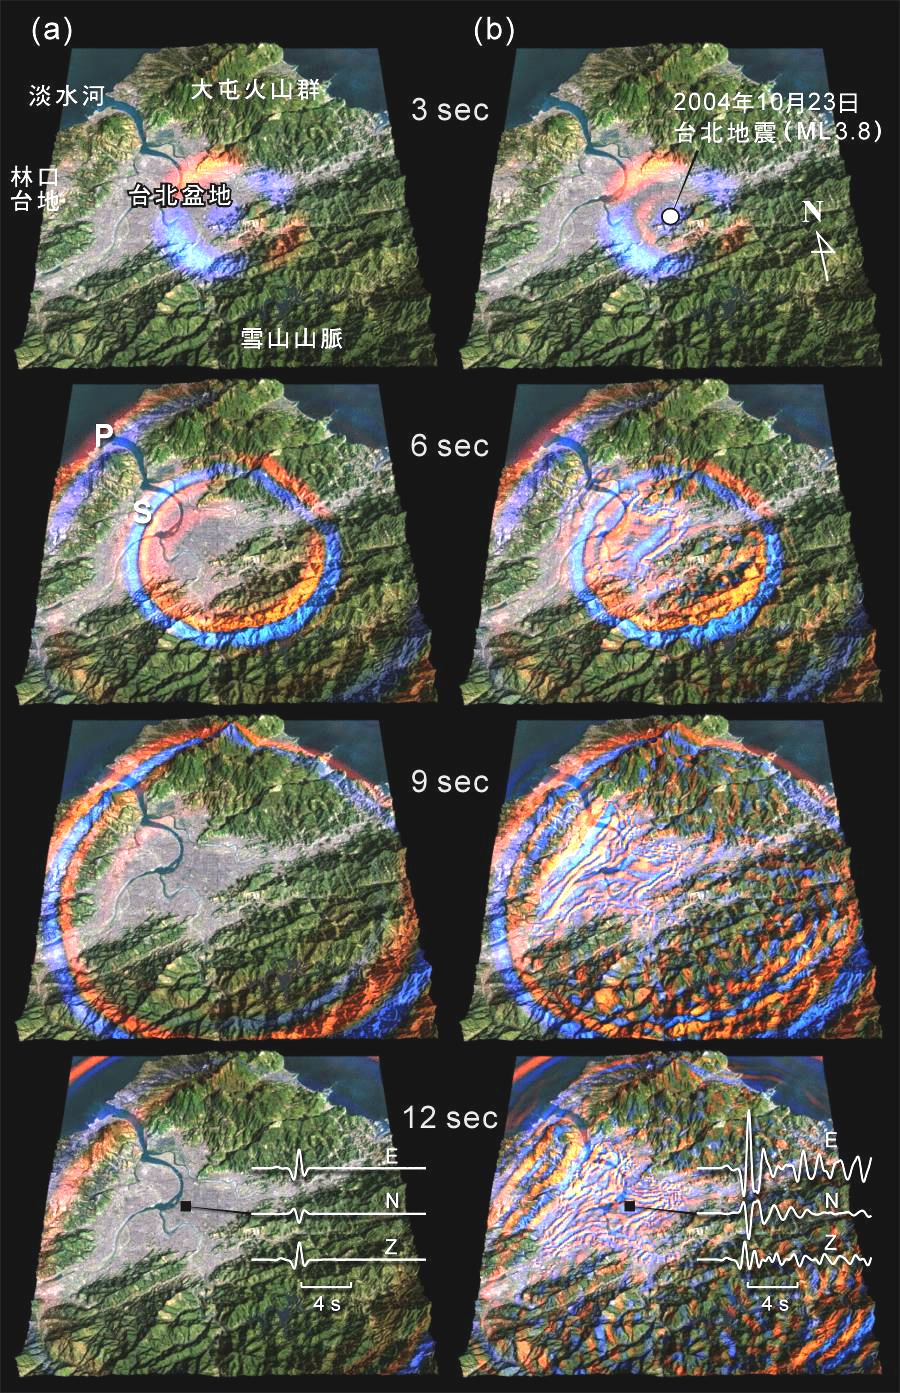 (a)
(b)
淡水河
大屯火山群
3 sec
2004年10月23日
台北地震(ML3.8)
林口
台地
台北盆地
N
雪山山脈
P
S
6 sec
9 sec
12 sec
E
N
Z
4 s
E
N
Z
4 s